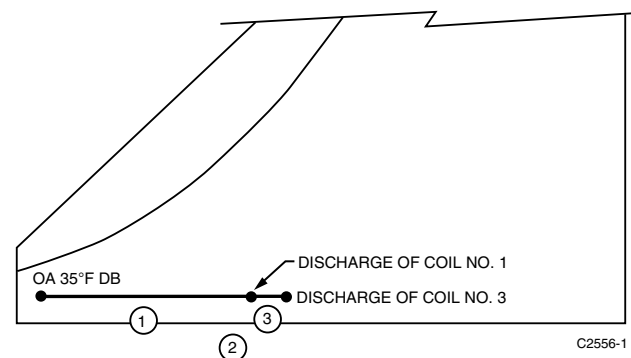 OA 35°F DB
DISCHARGE OF COIL NO. 1
DISCHARGE OF COIL NO. 3
1
3
2
C2556-1